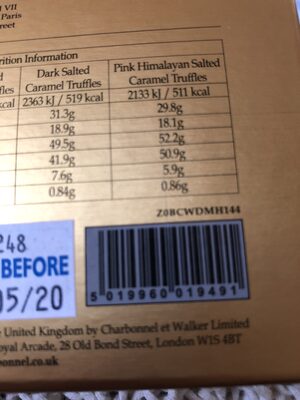 VII
Paris
reet
rition Information
Dark Salted
Caramel Truffles
Pink Himalayan Salted
Caramel Truffles
fles
kcal
2363 kJ / 519 kcal
2133 kJ / 511 kcal
31.3g
29.8g
18.9g
18.1g
49.5g
52.2g
41.9g
50.9g
7.6g
5.9g
0.84g
0.86g
Z0BCWDMH144
248
BEFORE
05/20
5 019960 019491
United Kingdom by Charbonnel et Walker Limited
oyal Arcade, 28 Old Bond Street, London W1S 4BT
bonnel.co.uk